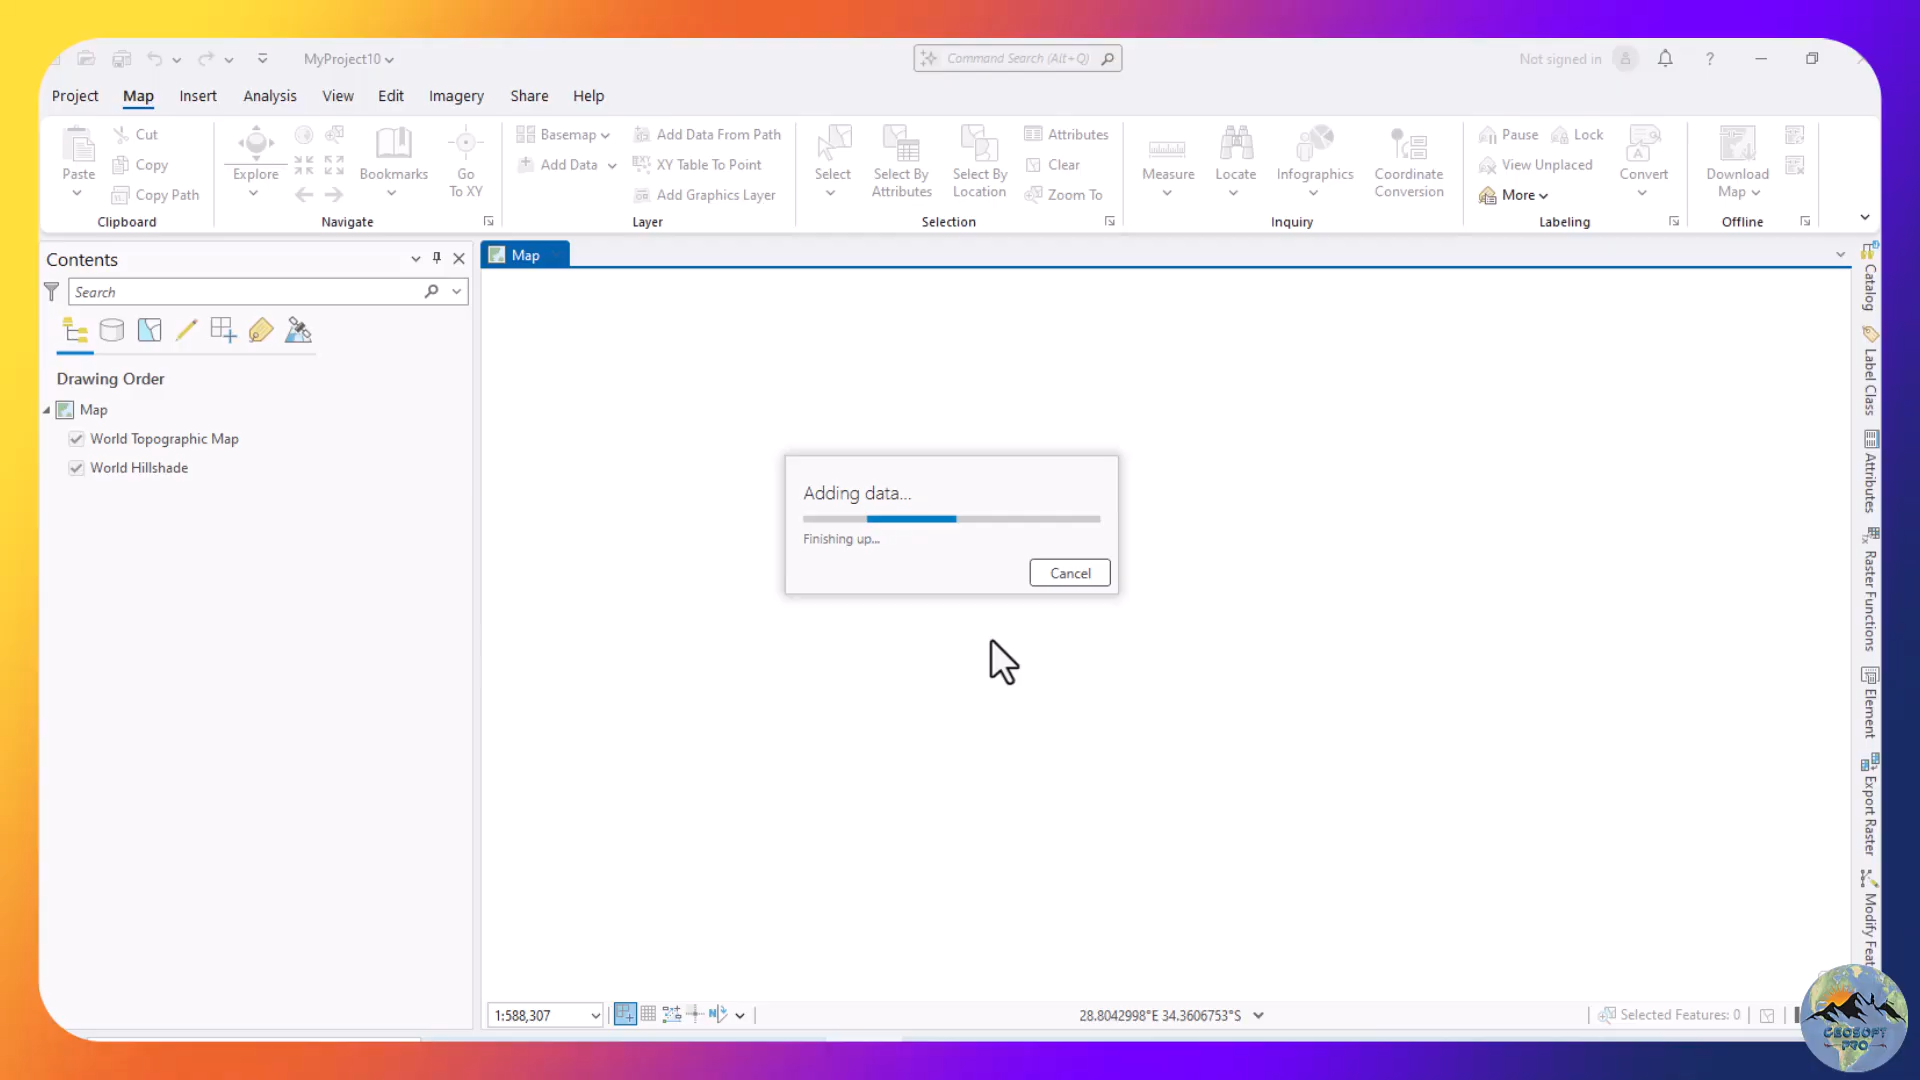 MyProject10
Command Search (Alt+Q)
Not signed in
?
Project Map Insert Analysis View Edit Imagery Share Help
Paste
Cut
Copy
Copy Path
Clipboard
Explore
Bookmarks
Go
To XY
Navigate
Basemap
Add Data
Add Data From Path
XY Table To Point
Add Graphics Layer
Layer
Select
Select By
Attributes
Select By
Location
Attributes
Clear
Zoom To
Selection
Measure
Locate
Infographics
Coordinate
Conversion
Inquiry
Pause
Lock
View Unplaced
More
Convert
Labeling
Download
Map
Offline
Contents
Search
Drawing Order
Map
World Topographic Map
World Hillshade
Map
Adding data...
Finishing up...
Cancel
Catalog
Label Class
Attributes
Raster Functions
Element
Export Raster
Modify Feat
1:588,307
28.8042998°E 34.3606753°S
Selected Features: 0
GEOSOFT
PRO